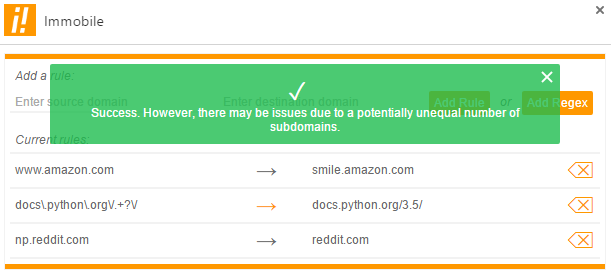 i!
Immobile
×
Add a rule:
Enter source domain Enter destination domain Add Rule or Add Regex
✓
Success. However, there may be issues due to a potentially unequal number of
subdomains.
Current rules:
www.amazon.com → smile.amazon.com
docs\.python\.org\/.+?\/ → docs.python.org/3.5/
np.reddit.com → reddit.com